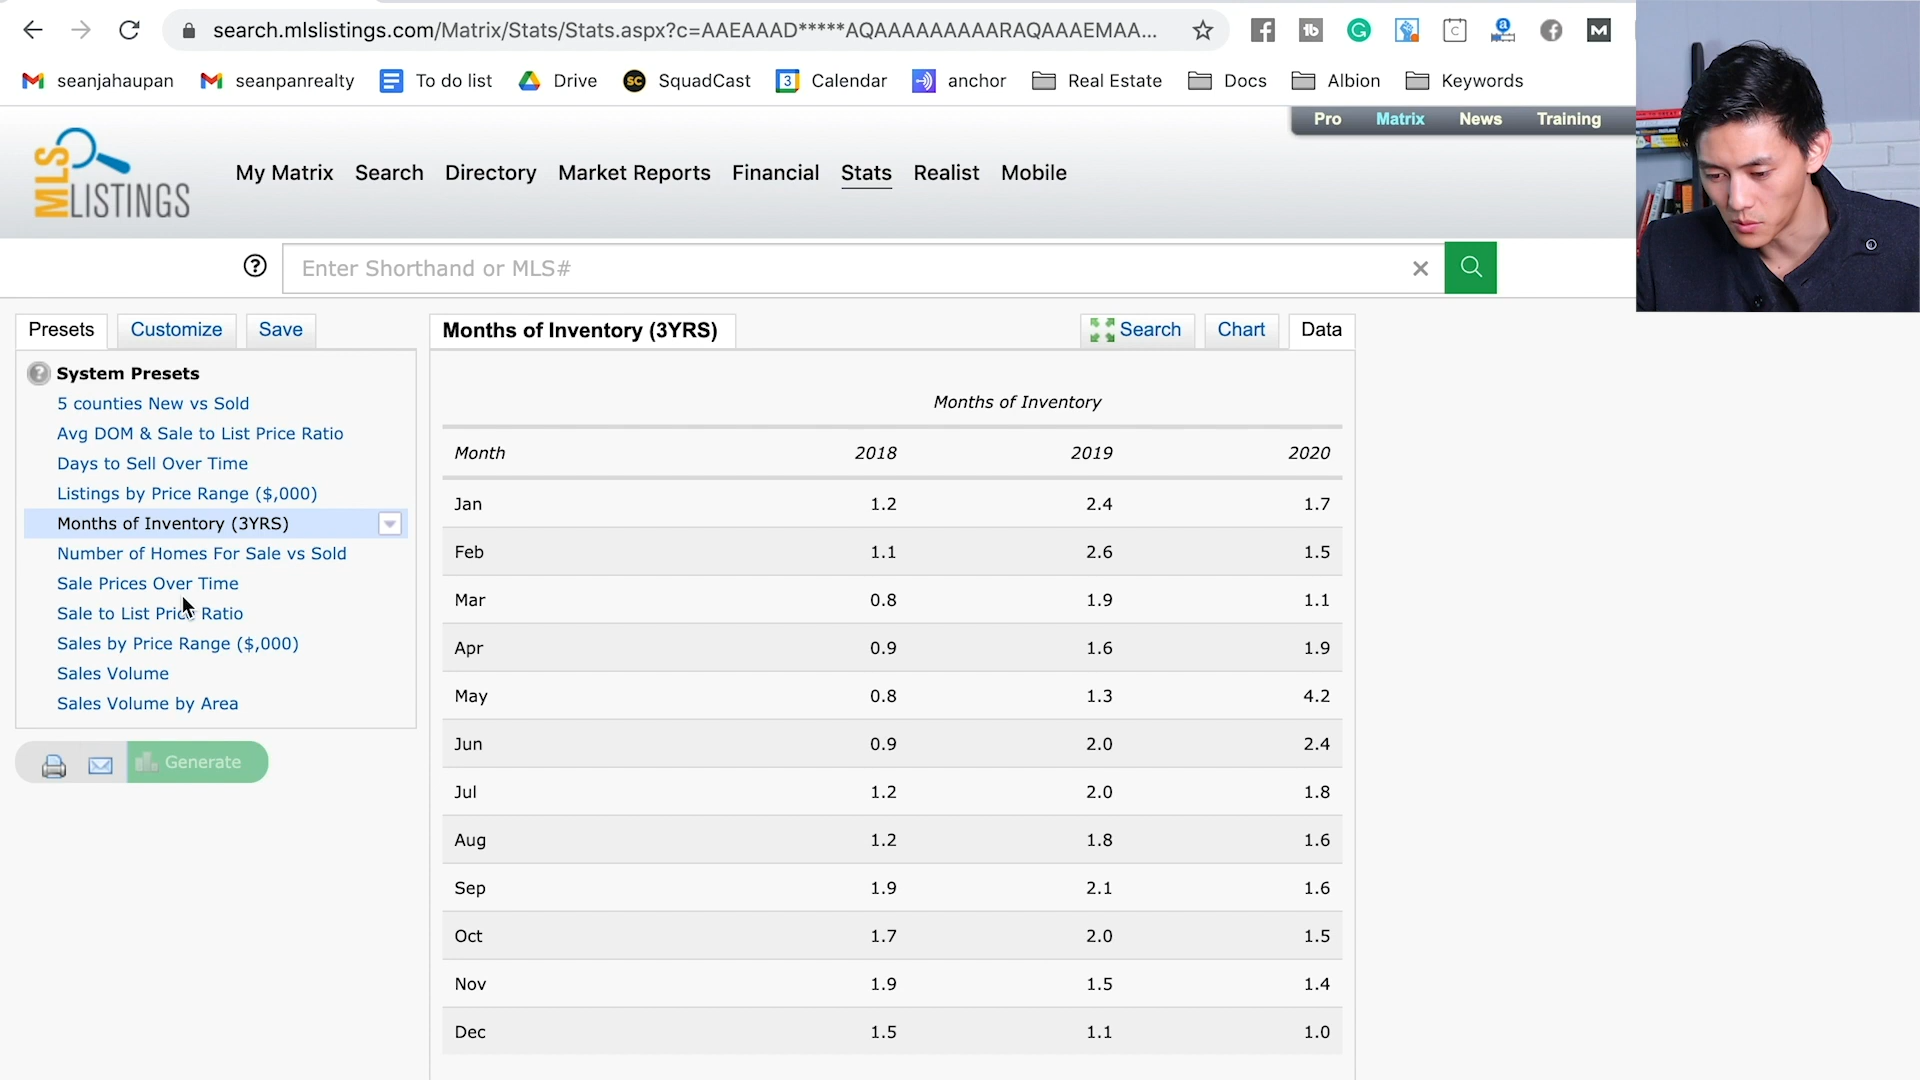 search.mlslistings.com/Matrix/Stats/Stats.aspx?c=AAEAAAD*****AQAAAAAAAAARAQAAAEMAA...
seanjahaupan seanpanrealty To do list Drive SC SquadCast 3 Calendar anchor Real Estate Docs Albion Keywords
Pro Matrix News Training
MLS LISTINGS
My Matrix Search Directory Market Reports Financial Stats Realist Mobile
Enter Shorthand or MLS#
Presets Customize Save
Months of Inventory (3YRS) Search Chart Data
System Presets
5 counties New vs Sold
Avg DOM & Sale to List Price Ratio
Days to Sell Over Time
Listings by Price Range ($,000)
Months of Inventory (3YRS)
Number of Homes For Sale vs Sold
Sale Prices Over Time
Sale to List Price Ratio
Sales by Price Range ($,000)
Sales Volume
Sales Volume by Area
Generate
Months of Inventory
Month 2018 2019 2020
Jan 1.2 2.4 1.7
Feb 1.1 2.6 1.5
Mar 0.8 1.9 1.1
Apr 0.9 1.6 1.9
May 0.8 1.3 4.2
Jun 0.9 2.0 2.4
Jul 1.2 2.0 1.8
Aug 1.2 1.8 1.6
Sep 1.9 2.1 1.6
Oct 1.7 2.0 1.5
Nov 1.9 1.5 1.4
Dec 1.5 1.1 1.0